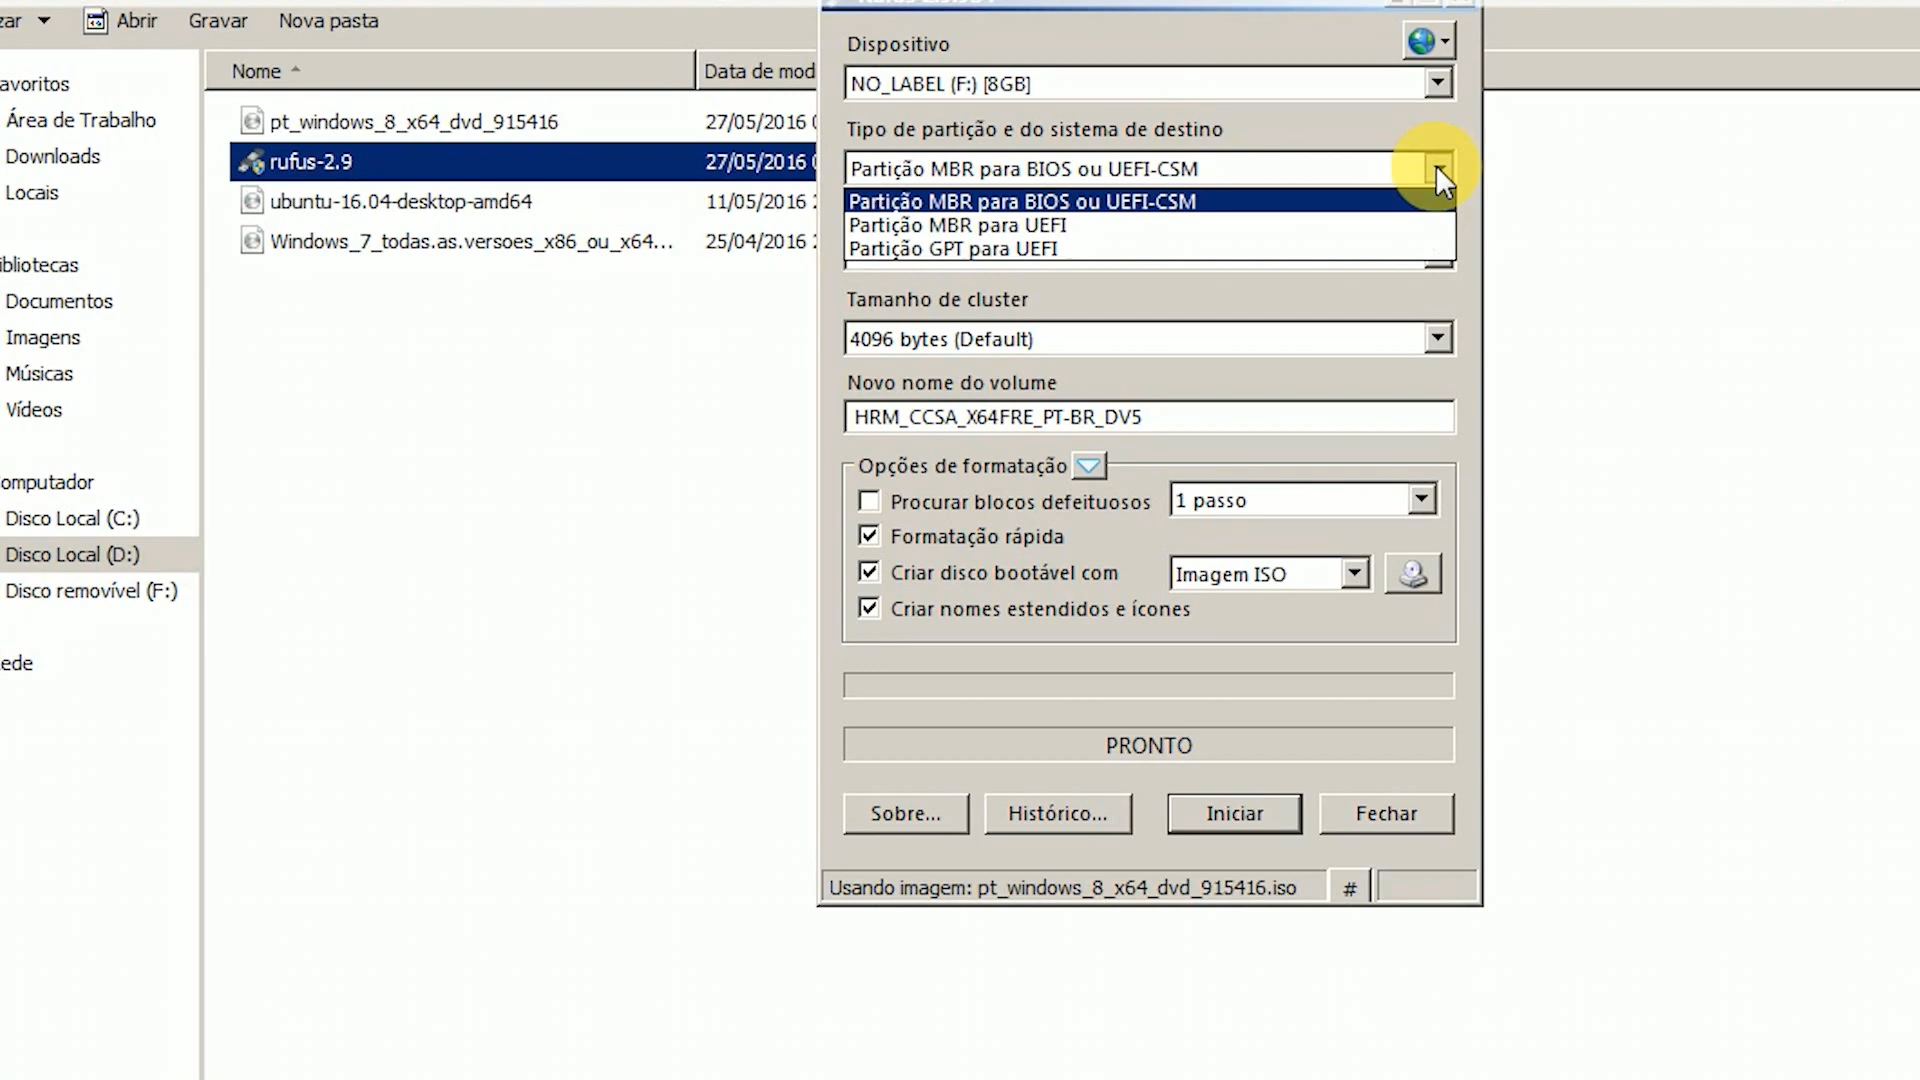 zar
Abrir
Gravar
Nova pasta
avoritos
Área de Trabalho
Downloads
Locais
ibliotecas
Documentos
Imagens
Músicas
Vídeos
omputador
Disco Local (C:)
Disco Local (D:)
Disco removível (F:)
ede
Nome
Data de mod
pt_windows_8_x64_dvd_915416
27/05/2016 0
rufus-2.9
27/05/2016 0
ubuntu-16.04-desktop-amd64
11/05/2016 2
Windows_7_todas.as.versoes_x86_ou_x64...
25/04/2016 2
Dispositivo
NO_LABEL (F:) [8GB]
Tipo de partição e do sistema de destino
Partição MBR para BIOS ou UEFI-CSM
Partição MBR para BIOS ou UEFI-CSM
Partição MBR para UEFI
Partição GPT para UEFI
Tamanho de cluster
4096 bytes (Default)
Novo nome do volume
HRM_CCSA_X64FRE_PT-BR_DV5
Opções de formatação
Procurar blocos defeituosos
1 passo
Formatação rápida
Criar disco bootável com
Imagem ISO
Criar nomes estendidos e ícones
PRONTO
Sobre...
Histórico...
Iniciar
Fechar
Usando imagem: pt_windows_8_x64_dvd_915416.iso
#